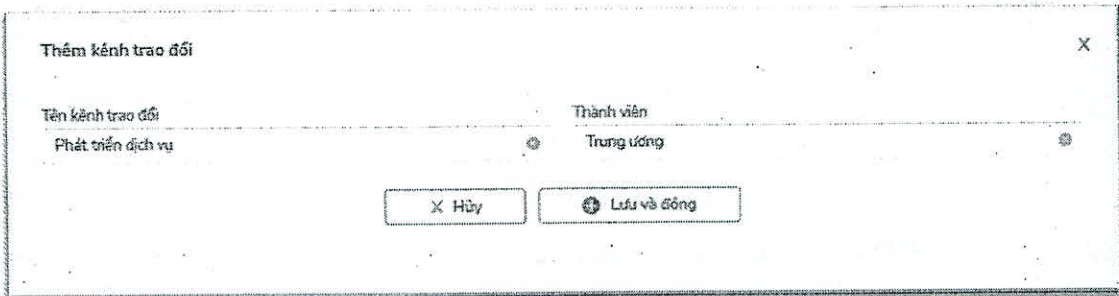 Thêm kênh trao đổi X
Tên kênh trao đổi Thành viên
Phát triển dịch vụ Trung ương
X Hủy Lưu và đóng